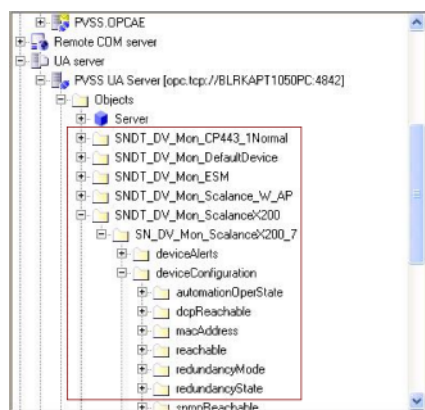 PVSS.OPCAE
Remote COM server
UA server
PVSS UA Server [opc.tcp://BLRKAPT1050PC:4842]
Objects
Server
SNDT_DV_Mon_CP443_1Normal
SNDT_DV_Mon_DefaultDevice
SNDT_DV_Mon_ESM
SNDT_DV_Mon_Scalance_W_AP
SNDT_DV_Mon_ScalanceX200
SN_DV_Mon_ScalanceX200_7
deviceAlerts
deviceConfiguration
automationOperState
dcpReachable
macAddress
reachable
redundancyMode
redundancyState
snmpReachable